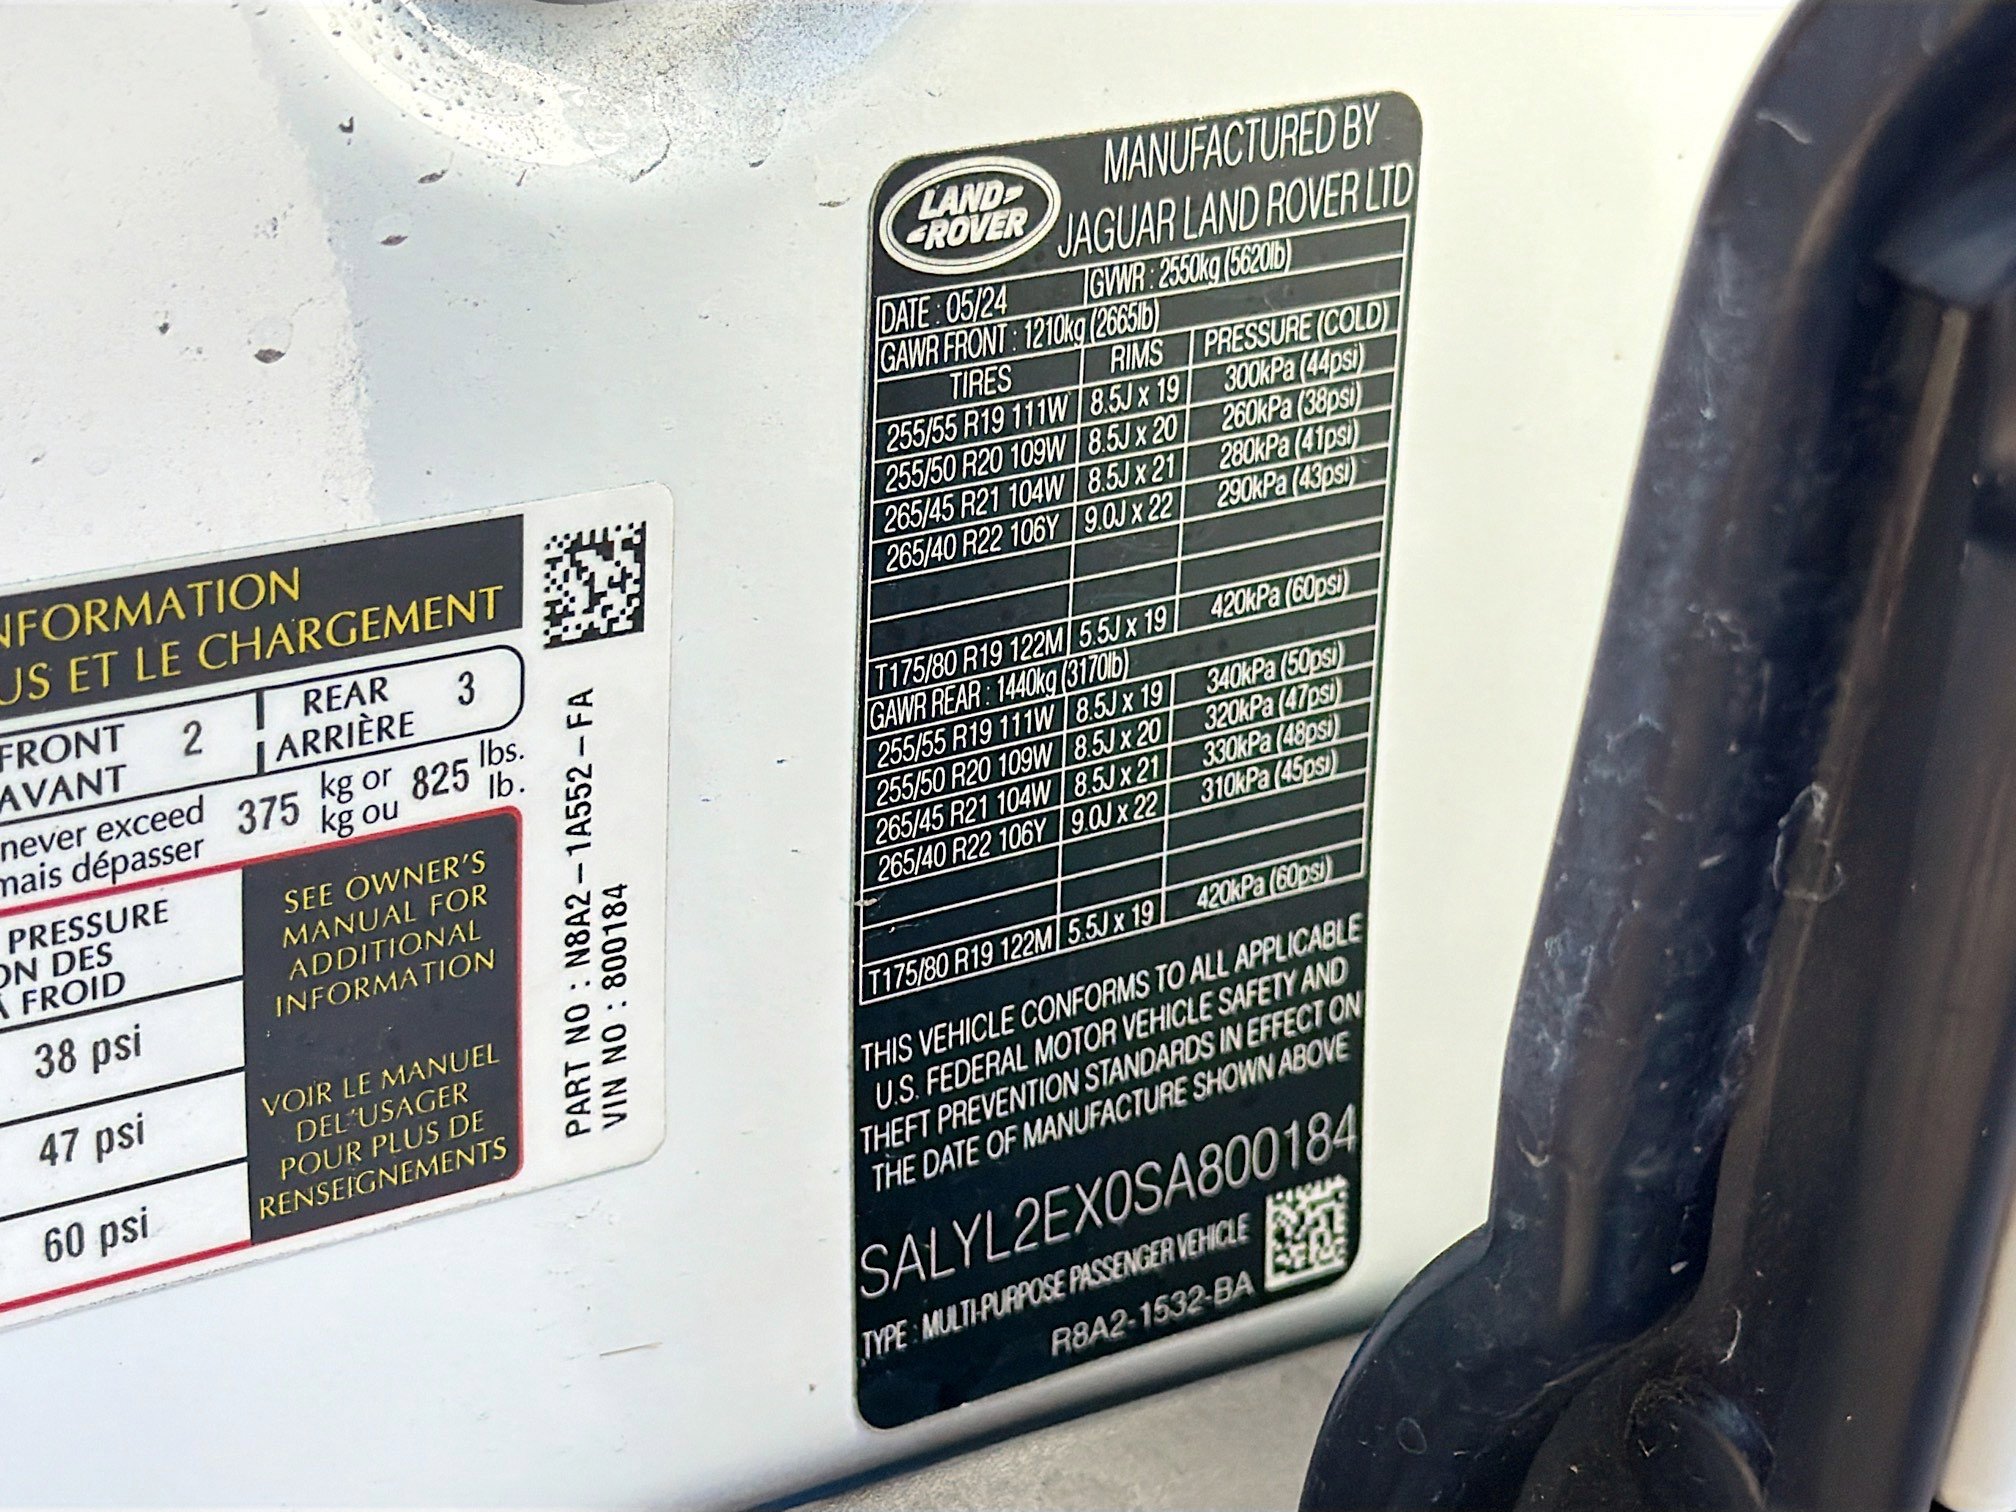 NFORMATION
US ET LE CHARGEMENT
FRONT 2 REAR 3
AVANT ARRIÈRE
never exceed 375 kg or 825 lbs.
mais dépasser kg ou lb.
PRESSURE
ON DES
À FROID
38 psi
47 psi
60 psi
SEE OWNER'S
MANUAL FOR
ADDITIONAL
INFORMATION
VOIR LE MANUEL
DEL'USAGER
POUR PLUS DE
RENSEIGNEMENTS
PART NO : N8A2-1A552-FA
VIN NO : 800184
LAND
ROVER
MANUFACTURED BY
JAGUAR LAND ROVER LTD
DATE : 05/24 GVWR : 2550kg (5620lb)
GAWR FRONT : 1210kg (2665lb)
TIRES RIMS PRESSURE (COLD)
255/55 R19 111W 8.5J x 19 300kPa (44psi)
255/50 R20 109W 8.5J x 20 260kPa (38psi)
265/45 R21 104W 8.5J x 21 280kPa (41psi)
265/40 R22 106Y 9.0J x 22 290kPa (43psi)
T175/80 R19 122M 5.5J x 19 420kPa (60psi)
GAWR REAR : 1440kg (3170lb)
255/55 R19 111W 8.5J x 19 340kPa (50psi)
255/50 R20 109W 8.5J x 20 320kPa (47psi)
265/45 R21 104W 8.5J x 21 330kPa (48psi)
265/40 R22 106Y 9.0J x 22 310kPa (45psi)
T175/80 R19 122M 5.5J x 19 420kPa (60psi)
THIS VEHICLE CONFORMS TO ALL APPLICABLE
U.S. FEDERAL MOTOR VEHICLE SAFETY AND
THEFT PREVENTION STANDARDS IN EFFECT ON
THE DATE OF MANUFACTURE SHOWN ABOVE
SALYL2EX0SA800184
TYPE : MULTI-PURPOSE PASSENGER VEHICLE
R8A2-1532-BA